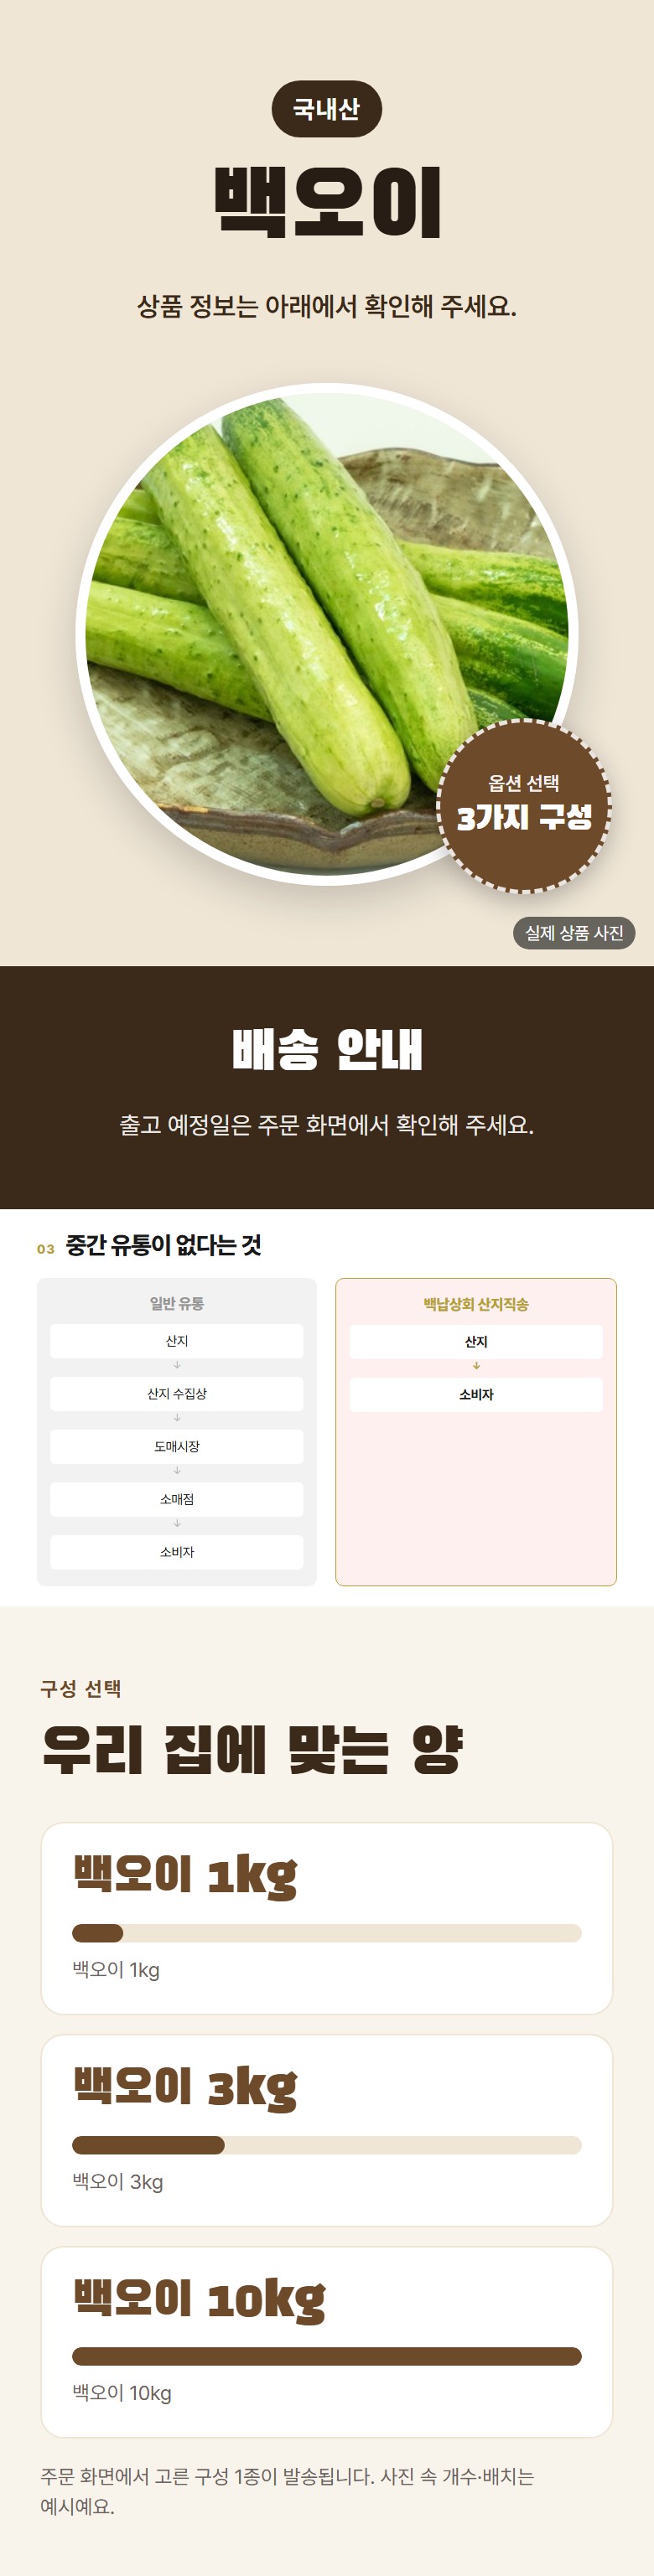 국내산
백오이
상품 정보는 아래에서 확인해 주세요.
옵션 선택
3가지 구성
실제 상품 사진
배송 안내
출고 예정일은 주문 화면에서 확인해 주세요.
03 중간 유통이 없다는 것
일반 유통
산지
↓
산지 수집상
↓
도매시장
↓
소매점
↓
소비자
백납상회 산지직송
산지
↓
소비자
구성 선택
우리 집에 맞는 양
백오이 1kg
백오이 1kg
백오이 3kg
백오이 3kg
백오이 10kg
백오이 10kg
주문 화면에서 고른 구성 1종이 발송됩니다. 사진 속 개수·배치는
예시예요.